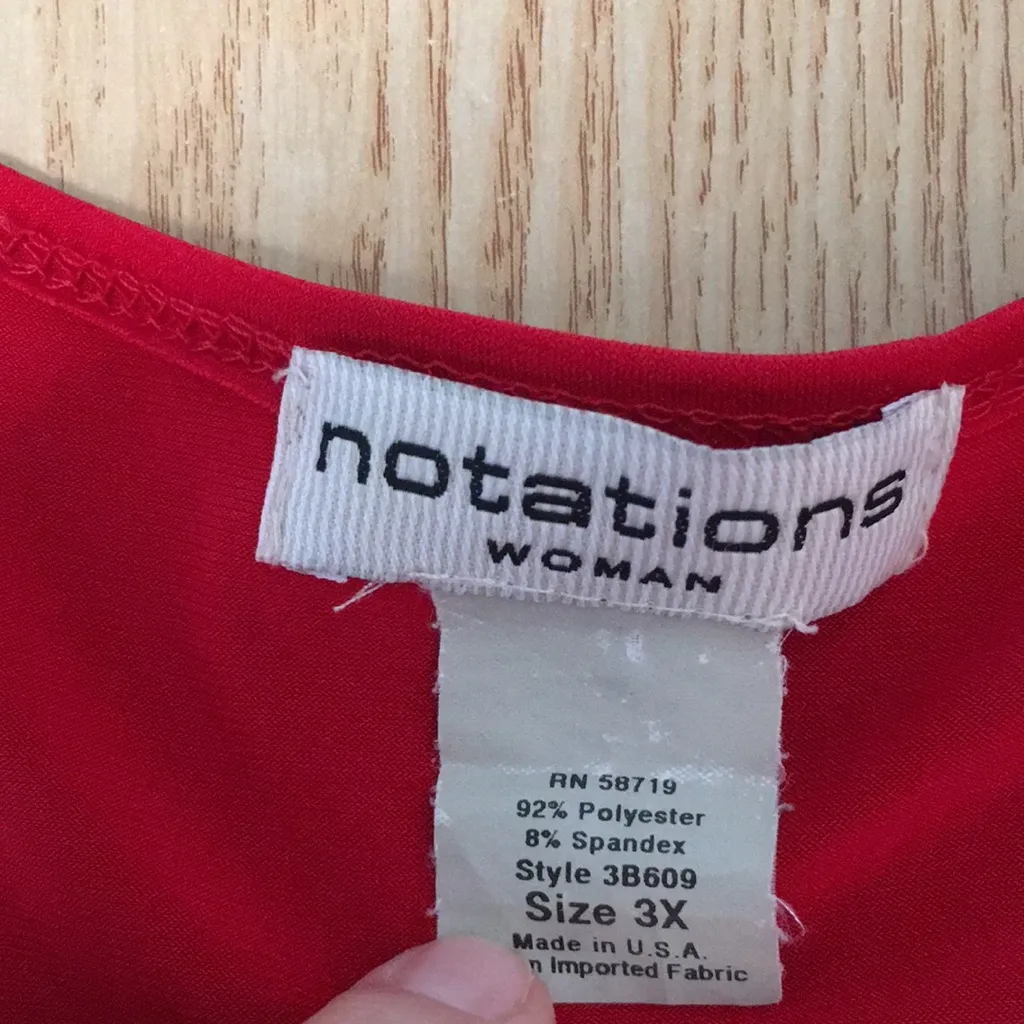 notations
WOMAN
RN 58719
92% Polyester
8% Spandex
Style 3B609
Size 3X
Made in U.S.A.
Imported Fabric